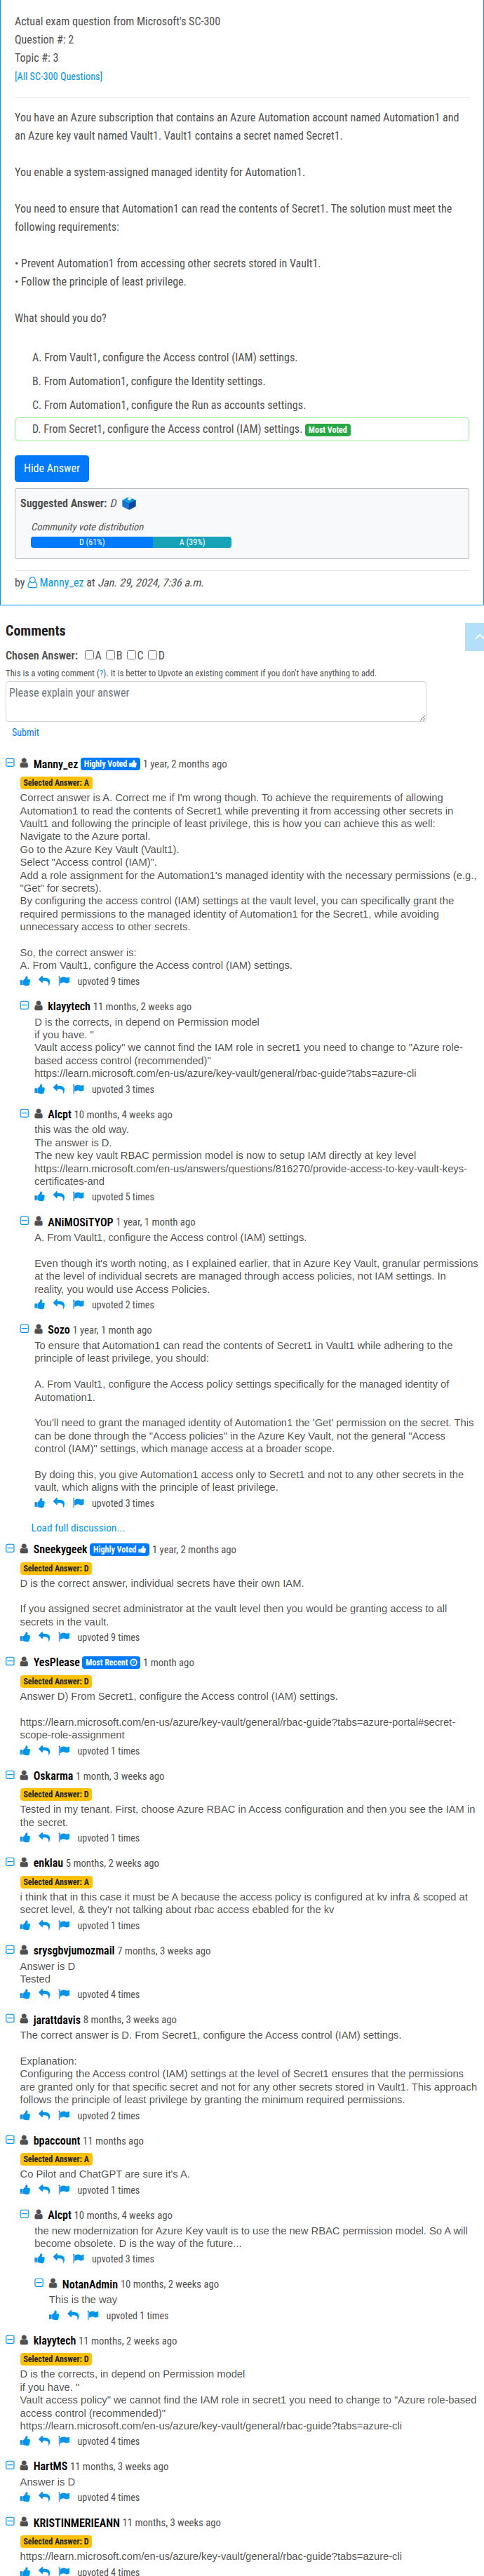 Actual exam question from Microsoft's SC-300
Question #: 2
Topic #: 3
[All SC-300 Questions]
You have an Azure subscription that contains an Azure Automation account named Automation1 and
an Azure key vault named Vault1. Vault1 contains a secret named Secret1.
You enable a system-assigned managed identity for Automation1.
You need to ensure that Automation1 can read the contents of Secret1. The solution must meet the
following requirements:
• Prevent Automation1 from accessing other secrets stored in Vault1.
• Follow the principle of least privilege.
What should you do?
A. From Vault1, configure the Access control (IAM) settings.
B. From Automation1, configure the Identity settings.
C. From Automation1, configure the Run as accounts settings.
D. From Secret1, configure the Access control (IAM) settings. Most Voted
Hide Answer
Suggested Answer: D
Community vote distribution
D (61%) A (39%)
by Manny_ez at Jan. 29, 2024, 7:36 a.m.
Comments
Chosen Answer: A B C D
This is a voting comment (?). It is better to Upvote an existing comment if you don't have anything to add.
Please explain your answer
Submit
Manny_ez Highly Voted 1 year, 2 months ago
Selected Answer: A
Correct answer is A. Correct me if I'm wrong though. To achieve the requirements of allowing
Automation1 to read the contents of Secret1 while preventing it from accessing other secrets in
Vault1 and following the principle of least privilege, this is how you can achieve this as well:
Navigate to the Azure portal.
Go to the Azure Key Vault (Vault1).
Select "Access control (IAM)".
Add a role assignment for the Automation1's managed identity with the necessary permissions (e.g.,
"Get" for secrets).
By configuring the access control (IAM) settings at the vault level, you can specifically grant the
required permissions to the managed identity of Automation1 for the Secret1, while avoiding
unnecessary access to other secrets.
So, the correct answer is:
A. From Vault1, configure the Access control (IAM) settings.
upvoted 9 times
klayytech 11 months, 2 weeks ago
D is the corrects, in depend on Permission model
if you have. "
Vault access policy" we cannot find the IAM role in secret1 you need to change to "Azure role-
based access control (recommended)"
https://learn.microsoft.com/en-us/azure/key-vault/general/rbac-guide?tabs=azure-cli
upvoted 3 times
Alcpt 10 months, 4 weeks ago
this was the old way.
The answer is D.
The new key vault RBAC permission model is now to setup IAM directly at key level
https://learn.microsoft.com/en-us/answers/questions/816270/provide-access-to-key-vault-keys-
certificates-and
upvoted 5 times
ANiMOSiTYOP 1 year, 1 month ago
A. From Vault1, configure the Access control (IAM) settings.
Even though it's worth noting, as I explained earlier, that in Azure Key Vault, granular permissions
at the level of individual secrets are managed through access policies, not IAM settings. In
reality, you would use Access Policies.
upvoted 2 times
Sozo 1 year, 1 month ago
To ensure that Automation1 can read the contents of Secret1 in Vault1 while adhering to the
principle of least privilege, you should:
A. From Vault1, configure the Access policy settings specifically for the managed identity of
Automation1.
You'll need to grant the managed identity of Automation1 the 'Get' permission on the secret. This
can be done through the "Access policies" in the Azure Key Vault, not the general "Access
control (IAM)" settings, which manage access at a broader scope.
By doing this, you give Automation1 access only to Secret1 and not to any other secrets in the
vault, which aligns with the principle of least privilege.
upvoted 3 times
Load full discussion...
Sneekygeek Highly Voted 1 year, 2 months ago
Selected Answer: D
D is the correct answer, individual secrets have their own IAM.
If you assigned secret administrator at the vault level then you would be granting access to all
secrets in the vault.
upvoted 9 times
YesPlease Most Recent 1 month ago
Selected Answer: D
Answer D) From Secret1, configure the Access control (IAM) settings.
https://learn.microsoft.com/en-us/azure/key-vault/general/rbac-guide?tabs=azure-portal#secret-
scope-role-assignment
upvoted 1 times
Oskarma 1 month, 3 weeks ago
Selected Answer: D
Tested in my tenant. First, choose Azure RBAC in Access configuration and then you see the IAM in
the secret.
upvoted 1 times
enklau 5 months, 2 weeks ago
Selected Answer: A
i think that in this case it must be A because the access policy is configured at kv infra & scoped at
secret level, & they'r not talking about rbac access ebabled for the kv
upvoted 1 times
srysgbvjumozmail 7 months, 3 weeks ago
Answer is D
Tested
upvoted 4 times
jarattdavis 8 months, 3 weeks ago
The correct answer is D. From Secret1, configure the Access control (IAM) settings.
Explanation:
Configuring the Access control (IAM) settings at the level of Secret1 ensures that the permissions
are granted only for that specific secret and not for any other secrets stored in Vault1. This approach
follows the principle of least privilege by granting the minimum required permissions.
upvoted 2 times
bpaccount 11 months ago
Selected Answer: A
Co Pilot and ChatGPT are sure it's A.
upvoted 1 times
Alcpt 10 months, 4 weeks ago
the new modernization for Azure Key vault is to use the new RBAC permission model. So A will
become obsolete. D is the way of the future...
upvoted 3 times
NotanAdmin 10 months, 2 weeks ago
This is the way
upvoted 1 times
klayytech 11 months, 2 weeks ago
Selected Answer: D
D is the corrects, in depend on Permission model
if you have. "
Vault access policy" we cannot find the IAM role in secret1 you need to change to "Azure role-based
access control (recommended)"
https://learn.microsoft.com/en-us/azure/key-vault/general/rbac-guide?tabs=azure-cli
upvoted 4 times
HartMS 11 months, 3 weeks ago
Answer is D
upvoted 4 times
KRISTINMERIEANN 11 months, 3 weeks ago
Selected Answer: D
https://learn.microsoft.com/en-us/azure/key-vault/general/rbac-guide?tabs=azure-cli
upvoted 4 times